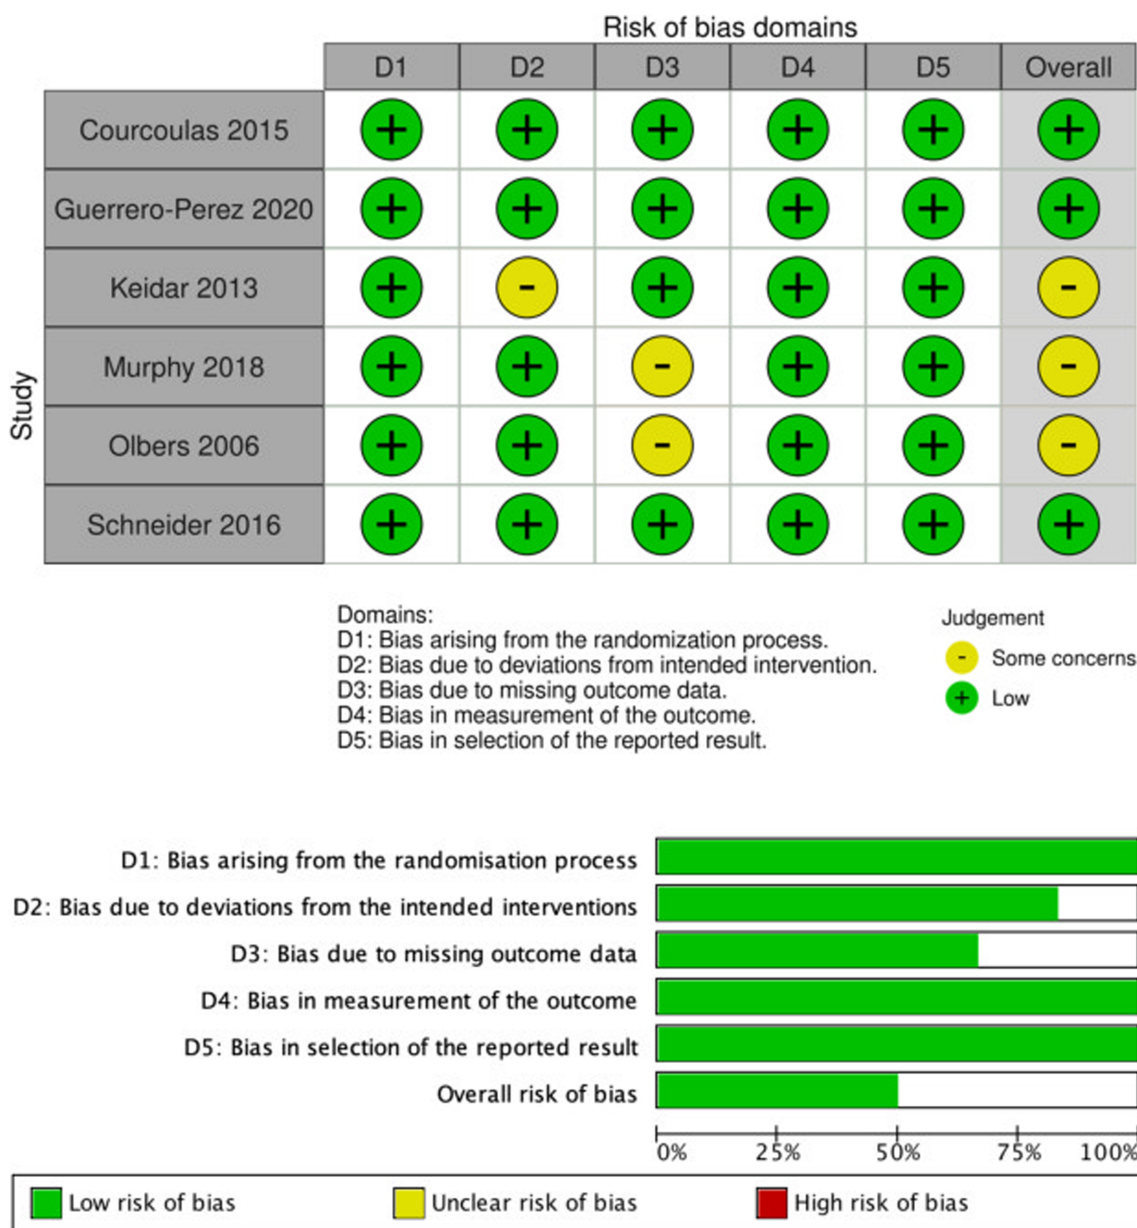 Risk of bias domains
D1 D2 D3 D4 D5 Overall
Study
Courcoulas 2015 + + + + + +
Guerrero-Perez 2020 + + + + + +
Keidar 2013 + - + + + -
Murphy 2018 + + - + + -
Olbers 2006 + + - + + -
Schneider 2016 + + + + + +
Domains:
D1: Bias arising from the randomization process.
D2: Bias due to deviations from intended intervention.
D3: Bias due to missing outcome data.
D4: Bias in measurement of the outcome.
D5: Bias in selection of the reported result.
Judgement
- Some concerns
+ Low
D1: Bias arising from the randomisation process
D2: Bias due to deviations from the intended interventions
D3: Bias due to missing outcome data
D4: Bias in measurement of the outcome
D5: Bias in selection of the reported result
Overall risk of bias
0% 25% 50% 75% 100%
Low risk of bias Unclear risk of bias High risk of bias